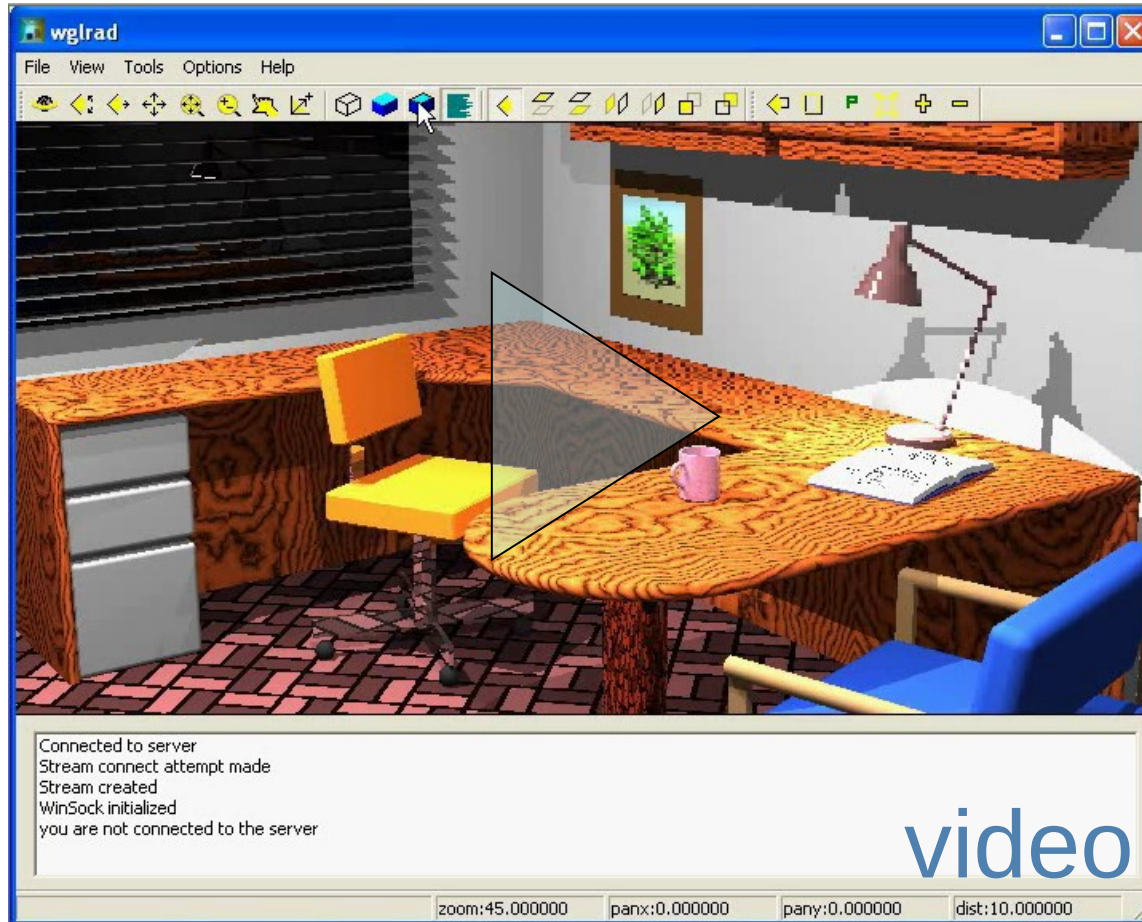 wglrad
File View Tools Options Help
P
Connected to server
Stream connect attempt made
Stream created
WinSock initialized
you are not connected to the server
video
zoom:45.000000 panx:0.000000 pany:0.000000 dist:10.000000